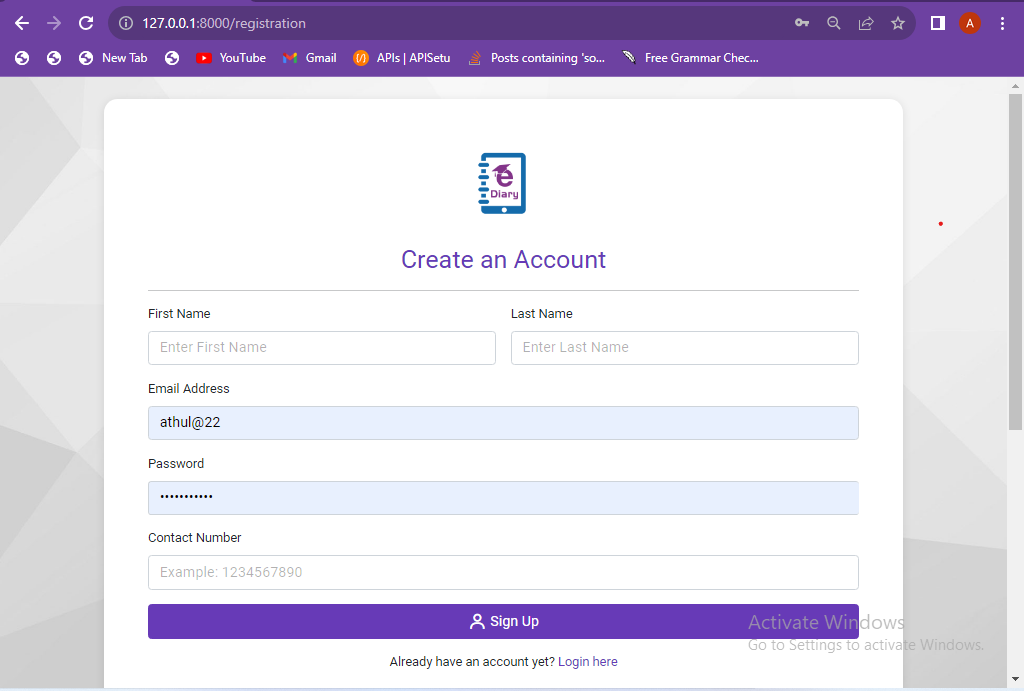 127.0.0.1:8000/registration
A
New Tab YouTube Gmail APIs | APISetu Posts containing 'so... Free Grammar Chec...
e
Diary
Create an Account
First Name Last Name
Enter First Name Enter Last Name
Email Address
athul@22
Password
•••••••••••
Contact Number
Example: 1234567890
Sign Up
Activate Windows
Go to Settings to activate Windows.
Already have an account yet? Login here